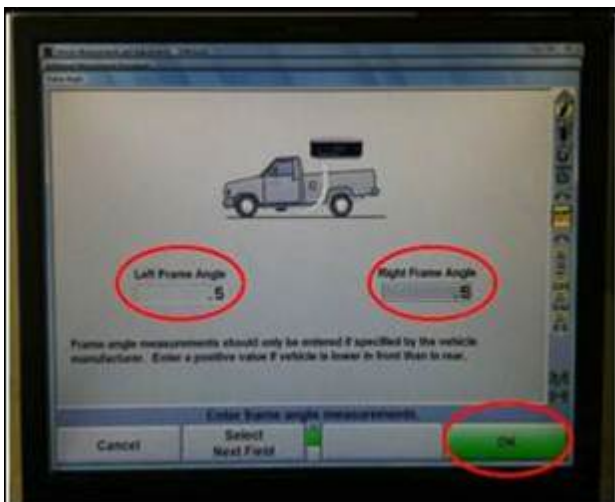 Left Frame Angle
Right Frame Angle
.5
.5
Frame angle measurements should only be entered if specified by the vehicle
manufacturer. Enter a positive value if vehicle is lower in front than in rear.
Enter frame angle measurements.
Cancel
Select
Next Field
OK